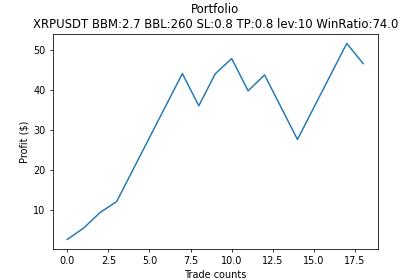 Portfolio
XRPUSDT BBM:2.7 BBL:260 SL:0.8 TP:0.8 lev:10 WinRatio:74.0
50
40
30
20
10
Profit ($)
0.0 2.5 5.0 7.5 10.0 12.5 15.0 17.5
Trade counts